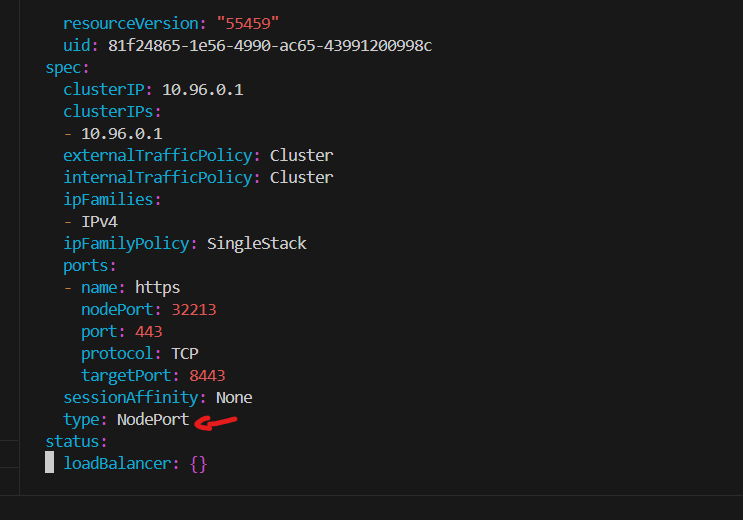 resourceVersion: "55459"
uid: 81f24865-1e56-4990-ac65-43991200998c
spec:
clusterIP: 10.96.0.1
clusterIPs:
- 10.96.0.1
externalTrafficPolicy: Cluster
internalTrafficPolicy: Cluster
ipFamilies:
- IPv4
ipFamilyPolicy: SingleStack
ports:
- name: https
nodePort: 32213
port: 443
protocol: TCP
targetPort: 8443
sessionAffinity: None
type: NodePort
status:
loadBalancer: {}